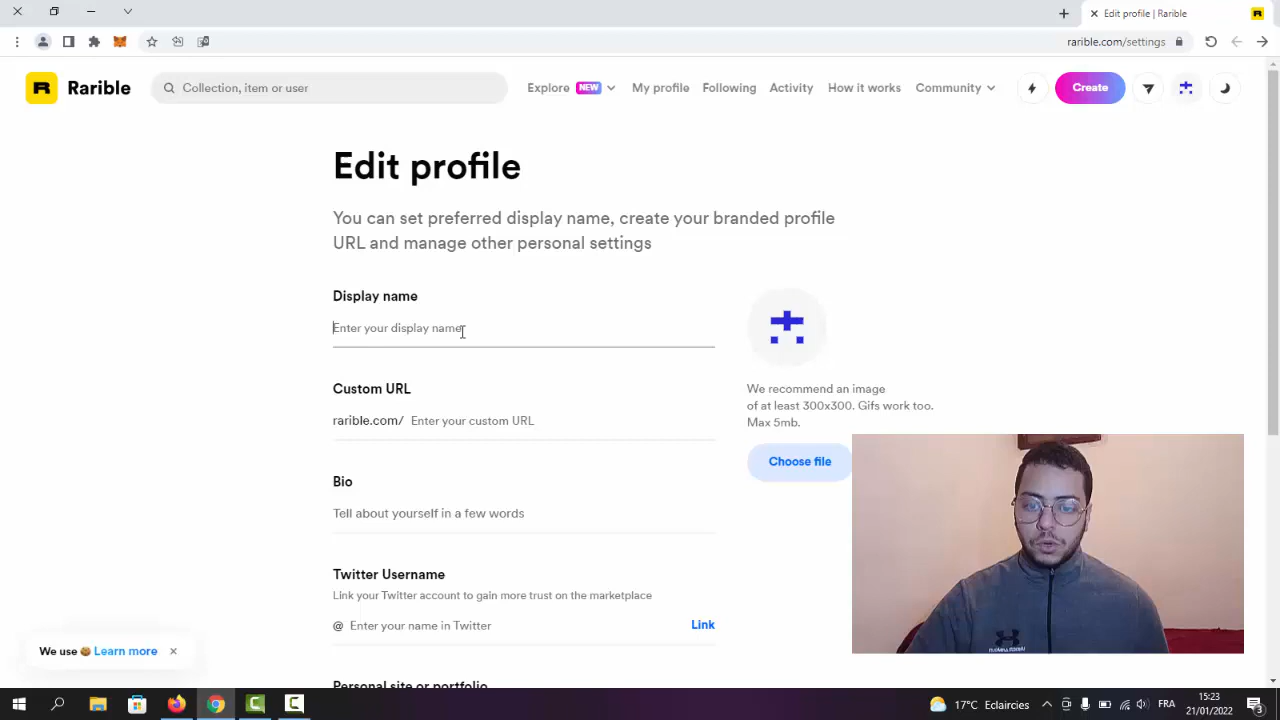 Edit profile | Rarible
rarible.com/settings
Rarible
Collection, item or user
Explore NEW My profile Following Activity How it works Community Create
Edit profile
You can set preferred display name, create your branded profile
URL and manage other personal settings
Display name
Enter your display name
Custom URL
rarible.com/ Enter your custom URL
Bio
Tell about yourself in a few words
Twitter Username
Link your Twitter account to gain more trust on the marketplace
@ Enter your name in Twitter Link
Personal site or portfolio
We recommend an image
of at least 300x300. Gifs work too.
Max 5mb.
Choose file
We use 🍪 Learn more
17°C Eclaircies
FRA
15:23
21/01/2022
3